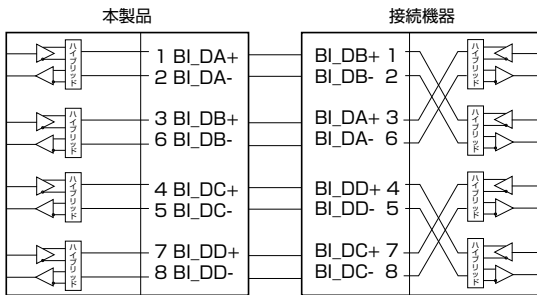 本製品
接続機器
ハイブリッド
1 BI_DA+
2 BI_DA-
BI_DB+ 1
BI_DB- 2
ハイブリッド
ハイブリッド
3 BI_DB+
6 BI_DB-
BI_DA+ 3
BI_DA- 6
ハイブリッド
ハイブリッド
4 BI_DC+
5 BI_DC-
BI_DD+ 4
BI_DD- 5
ハイブリッド
ハイブリッド
7 BI_DD+
8 BI_DD-
BI_DC+ 7
BI_DC- 8
ハイブリッド